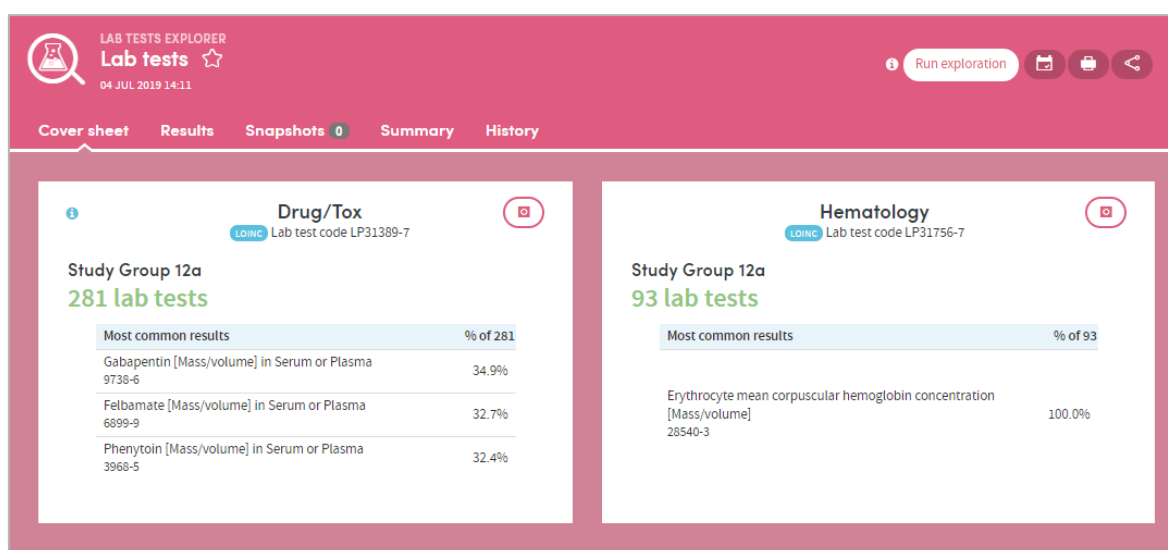 LAB TESTS EXPLORER
Lab tests
04 JUL 2019 14:11
Run exploration
Cover sheet Results Snapshots 0 Summary History
Drug/Tox
LOINC Lab test code LP31389-7
Study Group 12a
281 lab tests
Most common results % of 281
Gabapentin [Mass/volume] in Serum or Plasma
9738-6
34.9%
Felbamate [Mass/volume] in Serum or Plasma
6899-9
32.7%
Phenytoin [Mass/volume] in Serum or Plasma
3968-5
32.4%
Hematology
LOINC Lab test code LP31756-7
Study Group 12a
93 lab tests
Most common results % of 93
Erythrocyte mean corpuscular hemoglobin concentration
[Mass/volume]
28540-3
100.0%